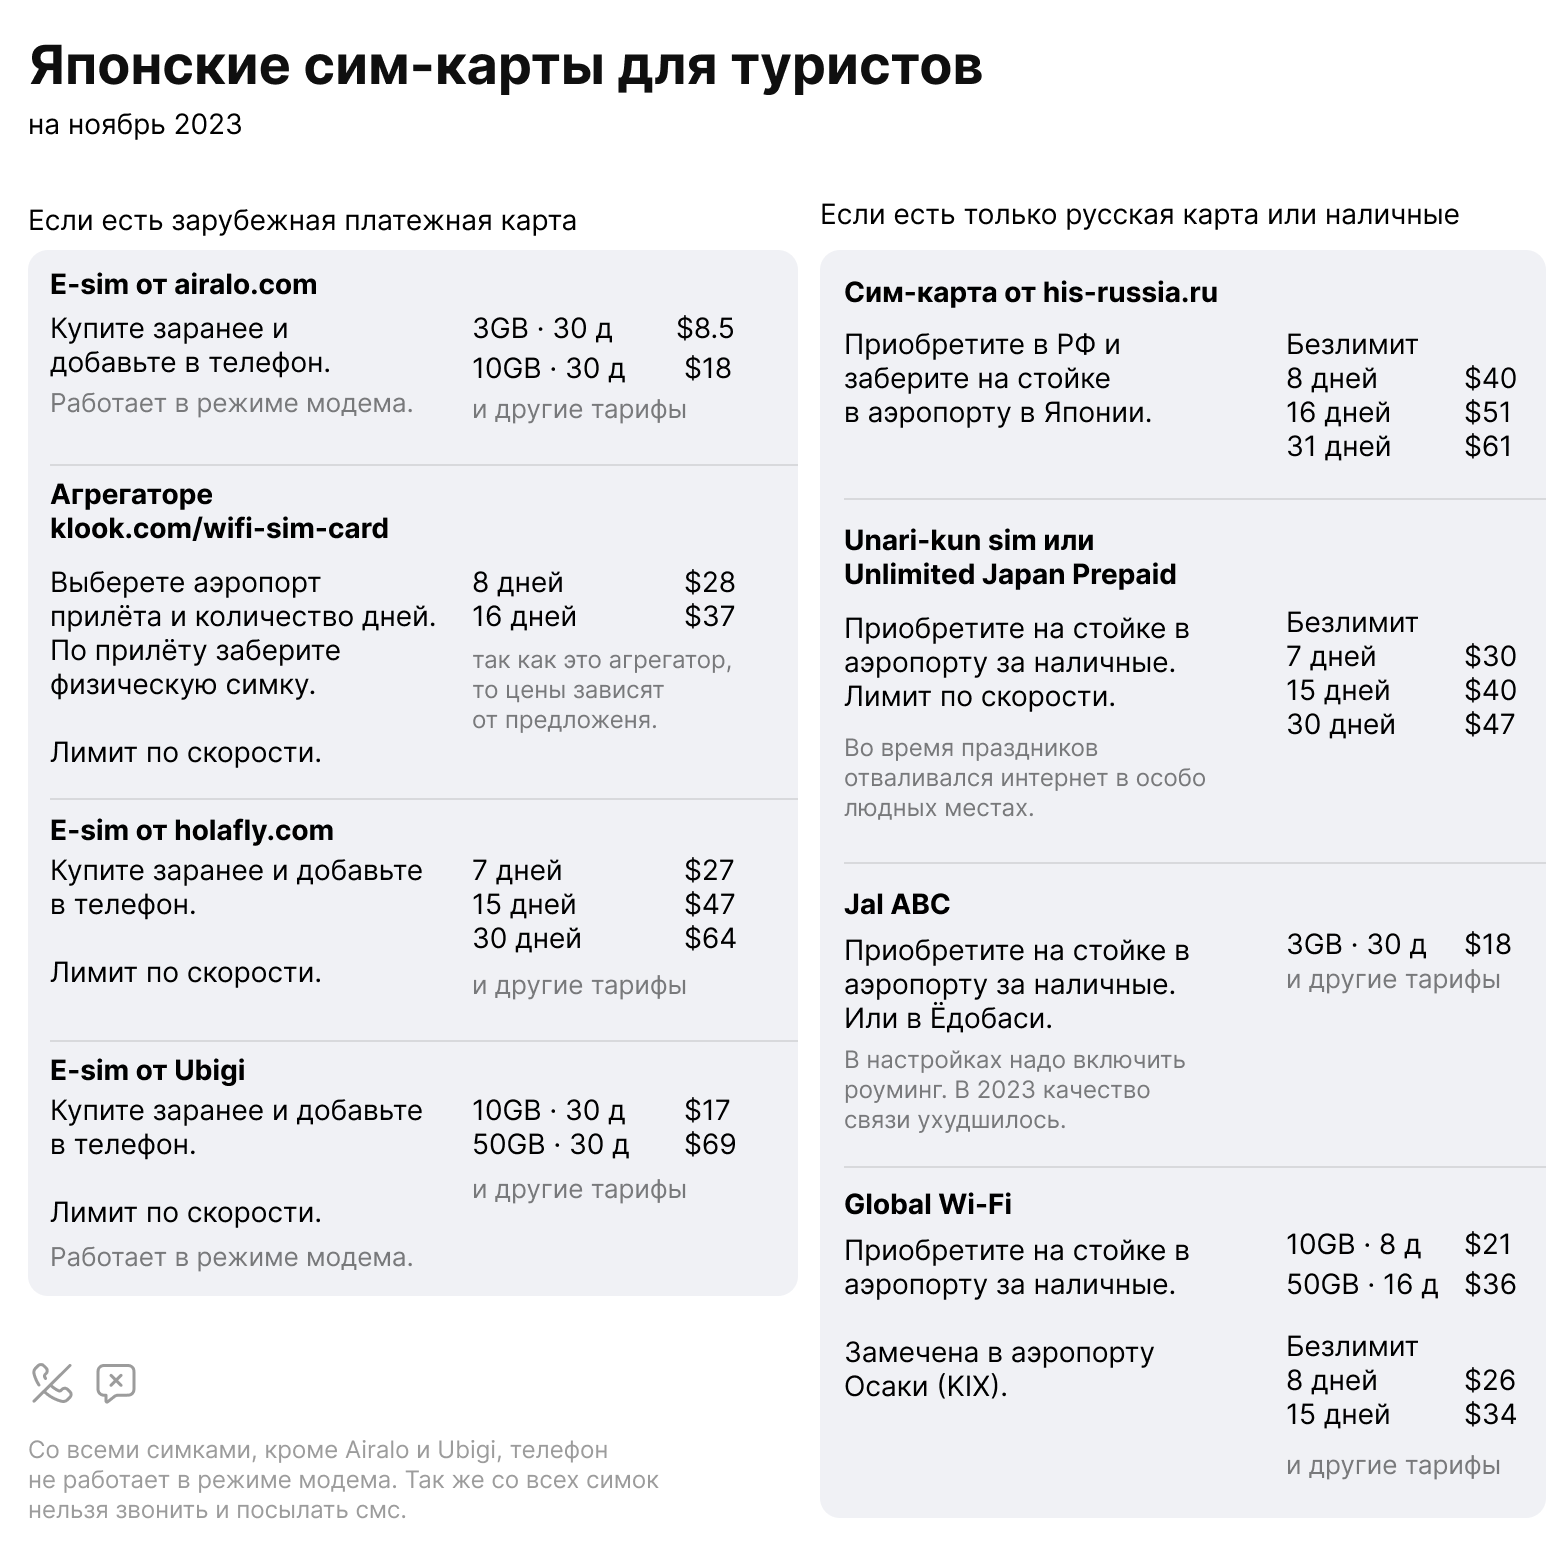 Японские сим-карты для туристов
на ноябрь 2023
Если есть зарубежная платежная карта
E-sim от airalo.com
Купите заранее и
добавьте в телефон.
Работает в режиме модема.
3GB · 30 д $8.5
10GB · 30 д $18
и другие тарифы
Агрегаторе
klook.com/wifi-sim-card
Выберете аэропорт
прилёта и количество дней.
По прилёту заберите
физическую симку.
Лимит по скорости.
8 дней $28
16 дней $37
так как это агрегатор,
то цены зависят
от предложеня.
E-sim от holafly.com
Купите заранее и добавьте
в телефон.
Лимит по скорости.
7 дней $27
15 дней $47
30 дней $64
и другие тарифы
E-sim от Ubigi
Купите заранее и добавьте
в телефон.
Лимит по скорости.
Работает в режиме модема.
10GB · 30 д $17
50GB · 30 д $69
и другие тарифы
Со всеми симками, кроме Airalo и Ubigi, телефон
не работает в режиме модема. Так же со всех симок
нельзя звонить и посылать смс.
Если есть только русская карта или наличные
Сим-карта от his-russia.ru
Приобретите в РФ и
заберите на стойке
в аэропорту в Японии.
Безлимит
8 дней $40
16 дней $51
31 дней $61
Unari-kun sim или
Unlimited Japan Prepaid
Приобретите на стойке в
аэропорту за наличные.
Лимит по скорости.
Во время праздников
отваливался интернет в особо
людных местах.
Безлимит
7 дней $30
15 дней $40
30 дней $47
Jal ABC
Приобретите на стойке в
аэропорту за наличные.
Или в Ёдобаси.
В настройках надо включить
роуминг. В 2023 качество
связи ухудшилось.
3GB · 30 д $18
и другие тарифы
Global Wi-Fi
Приобретите на стойке в
аэропорту за наличные.
Замечена в аэропорту
Осаки (KIX).
10GB · 8 д $21
50GB · 16 д $36
Безлимит
8 дней $26
15 дней $34
и другие тарифы